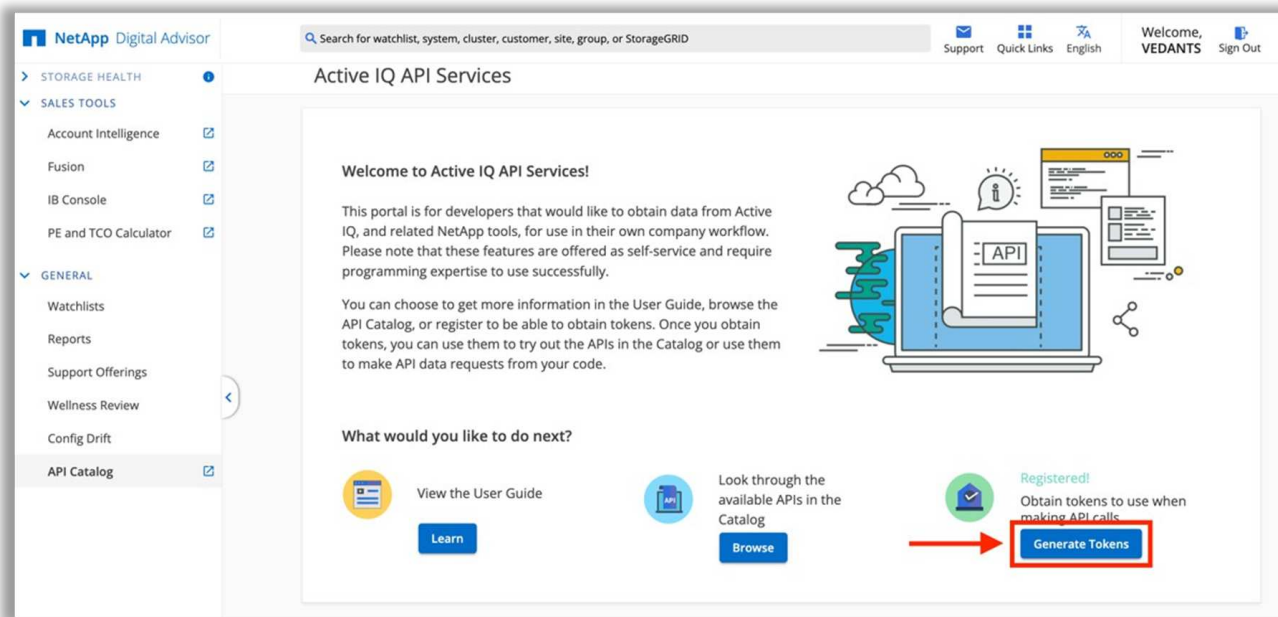 NetApp Digital Advisor
Search for watchlist, system, cluster, customer, site, group, or StorageGRID
Support
Quick Links
English
Welcome,
VEDANTS
Sign Out
STORAGE HEALTH
SALES TOOLS
Account Intelligence
Fusion
IB Console
PE and TCO Calculator
GENERAL
Watchlists
Reports
Support Offerings
Wellness Review
Config Drift
API Catalog
Active IQ API Services
Welcome to Active IQ API Services!
This portal is for developers that would like to obtain data from Active
IQ, and related NetApp tools, for use in their own company workflow.
Please note that these features are offered as self-service and require
programming expertise to use successfully.
You can choose to get more information in the User Guide, browse the
API Catalog, or register to be able to obtain tokens. Once you obtain
tokens, you can use them to try out the APIs in the Catalog or use them
to make API data requests from your code.
API
What would you like to do next?
View the User Guide
Learn
API
Look through the
available APIs in the
Catalog
Browse
Registered!
Obtain tokens to use when
making API calls
Generate Tokens